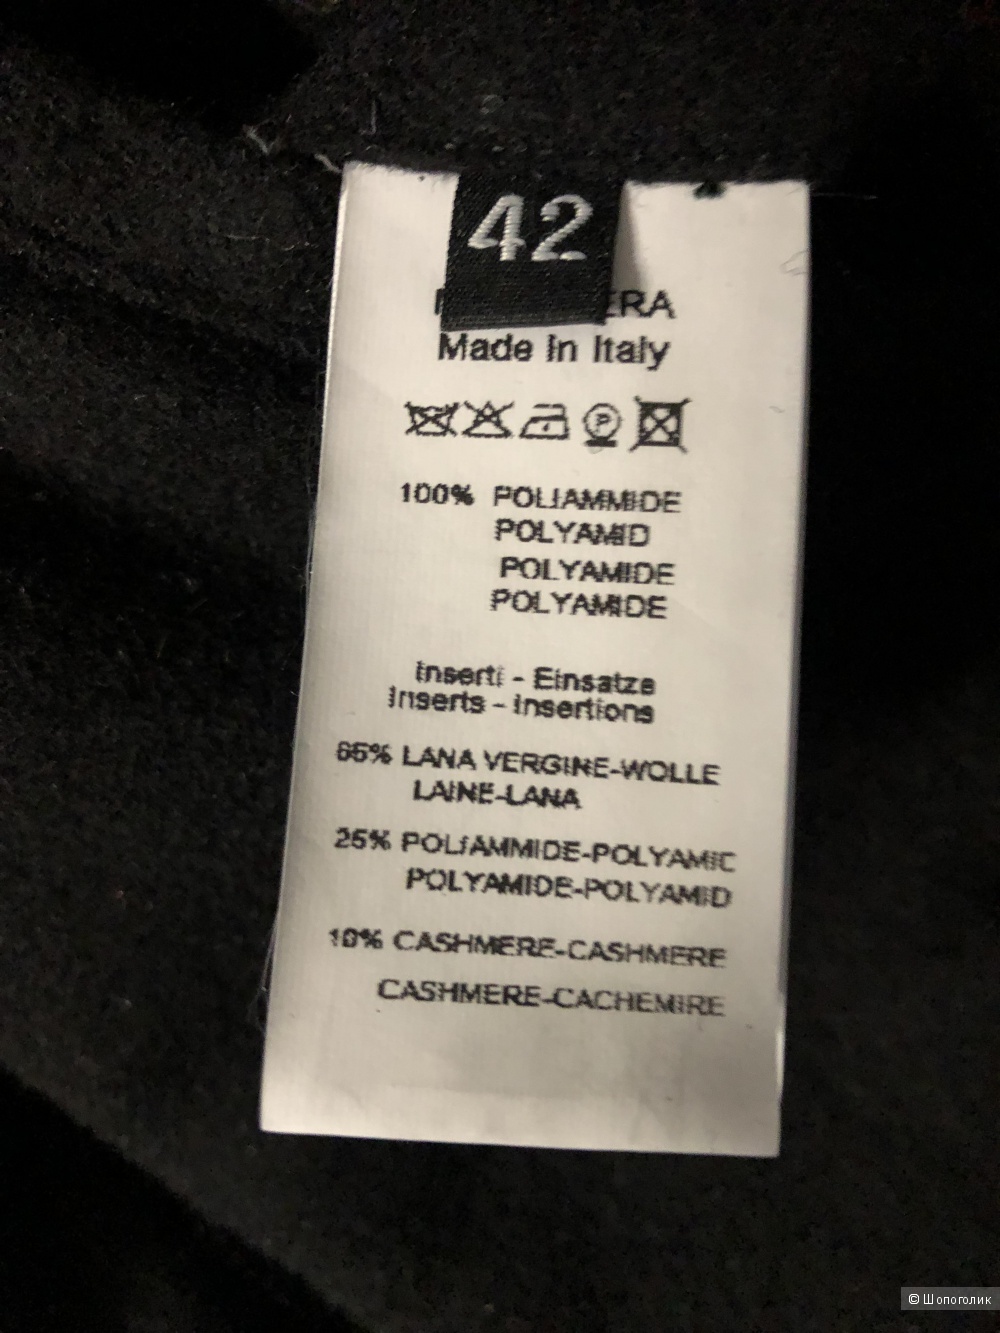 42
ERA
Made in Italy
P
100% POLIAMMIDE
POLYAMID
POLYAMIDE
POLYAMIDE
Inserti - Einsatze
Inserts - Insertions
65% LANA VERGINE-WOLLE
LAINE-LANA
25% POLIAMMIDE-POLYAMID
POLYAMIDE-POLYAMID
10% CASHMERE-CASHMERE
CASHMERE-CACHEMIRE
© Шопоголик